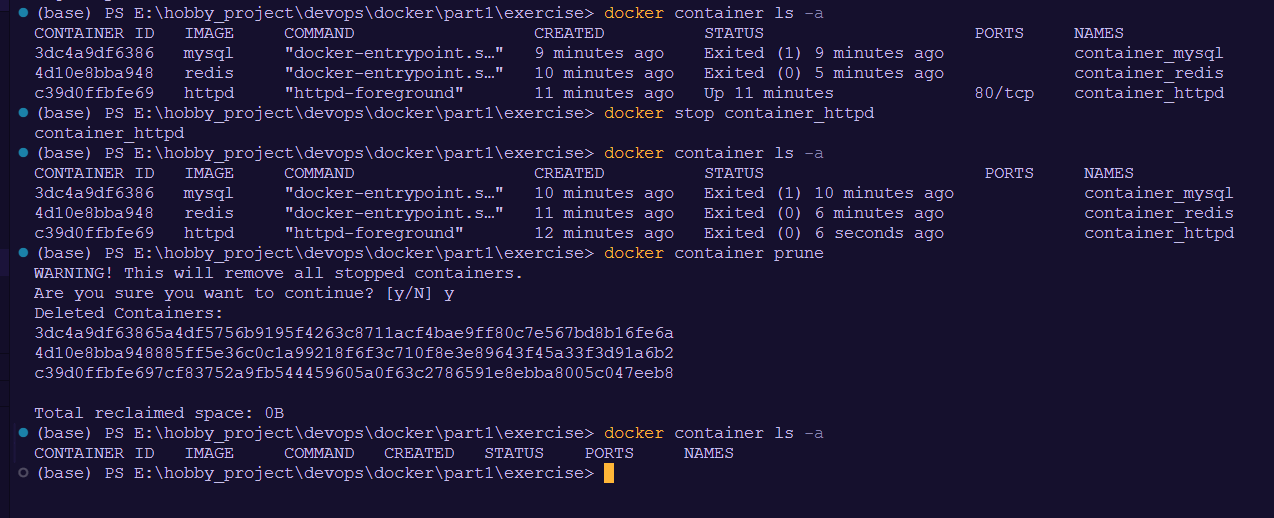 (base) PS E:\hobby_project\devops\docker\part1\exercise> docker container ls -a
CONTAINER ID   IMAGE     COMMAND                  CREATED          STATUS                     PORTS     NAMES
3dc4a9df6386   mysql     "docker-entrypoint.s…"   9 minutes ago    Exited (1) 9 minutes ago             container_mysql
4d10e8bba948   redis     "docker-entrypoint.s…"   10 minutes ago   Exited (0) 5 minutes ago             container_redis
c39d0ffbfe69   httpd     "httpd-foreground"       11 minutes ago   Up 11 minutes              80/tcp    container_httpd
(base) PS E:\hobby_project\devops\docker\part1\exercise> docker stop container_httpd
container_httpd
(base) PS E:\hobby_project\devops\docker\part1\exercise> docker container ls -a
CONTAINER ID   IMAGE     COMMAND                  CREATED          STATUS                      PORTS     NAMES
3dc4a9df6386   mysql     "docker-entrypoint.s…"   10 minutes ago   Exited (1) 10 minutes ago             container_mysql
4d10e8bba948   redis     "docker-entrypoint.s…"   11 minutes ago   Exited (0) 6 minutes ago              container_redis
c39d0ffbfe69   httpd     "httpd-foreground"       12 minutes ago   Exited (0) 6 seconds ago              container_httpd
(base) PS E:\hobby_project\devops\docker\part1\exercise> docker container prune
WARNING! This will remove all stopped containers.
Are you sure you want to continue? [y/N] y
Deleted Containers:
3dc4a9df63865a4df5756b9195f4263c8711acf4bae9ff80c7e567bd8b16fe6a
4d10e8bba948885ff5e36c0c1a99218f6f3c710f8e3e89643f45a33f3d91a6b2
c39d0ffbfe697cf83752a9fb544459605a0f63c2786591e8ebba8005c047eeb8
Total reclaimed space: 0B
(base) PS E:\hobby_project\devops\docker\part1\exercise> docker container ls -a
CONTAINER ID   IMAGE     COMMAND   CREATED   STATUS    PORTS     NAMES
(base) PS E:\hobby_project\devops\docker\part1\exercise>